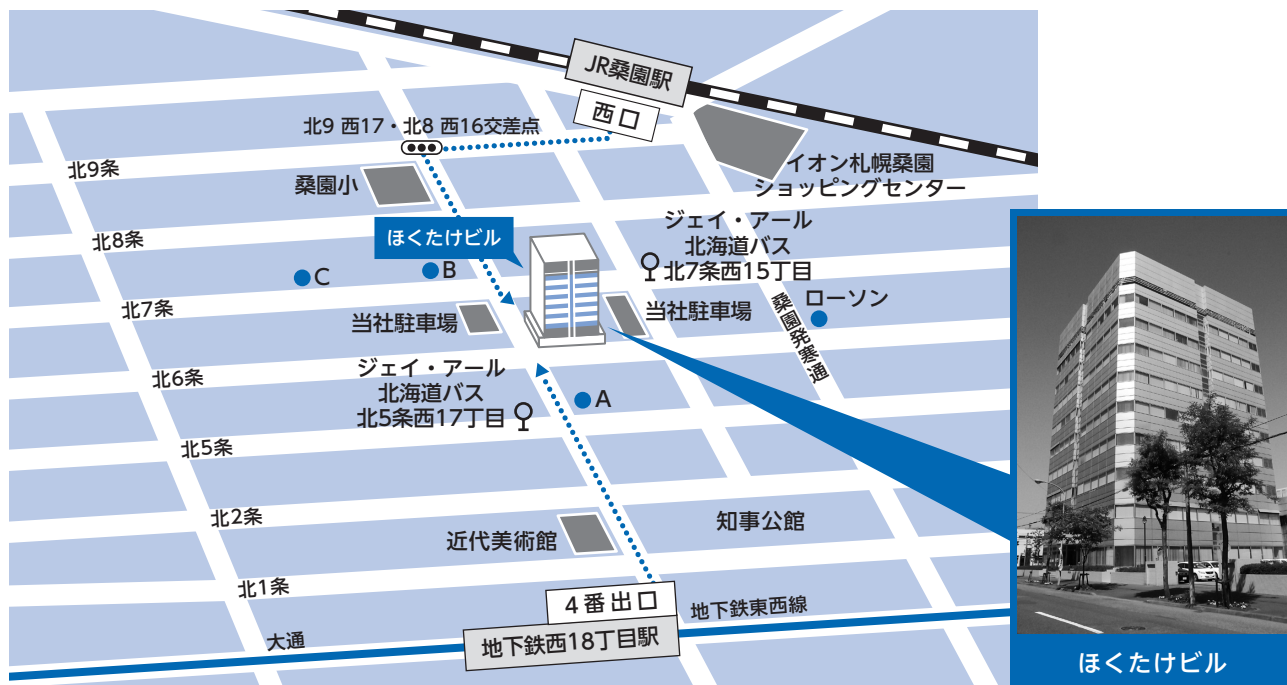 JR桑園駅
西口
北9 西17・北8 西16交差点
北9条
桑園小
イオン札幌桑園
ショッピングセンター
北8条
ほくたけビル
ジェイ・アール
北海道バス
北7条西15丁目
C
B
北7条
当社駐車場
当社駐車場
ローソン
桑園発寒通
北6条
ジェイ・アール
北海道バス
北5条西17丁目
A
北5条
北2条
近代美術館
知事公館
北1条
4番出口
地下鉄西18丁目駅
地下鉄東西線
大通
ほくたけビル